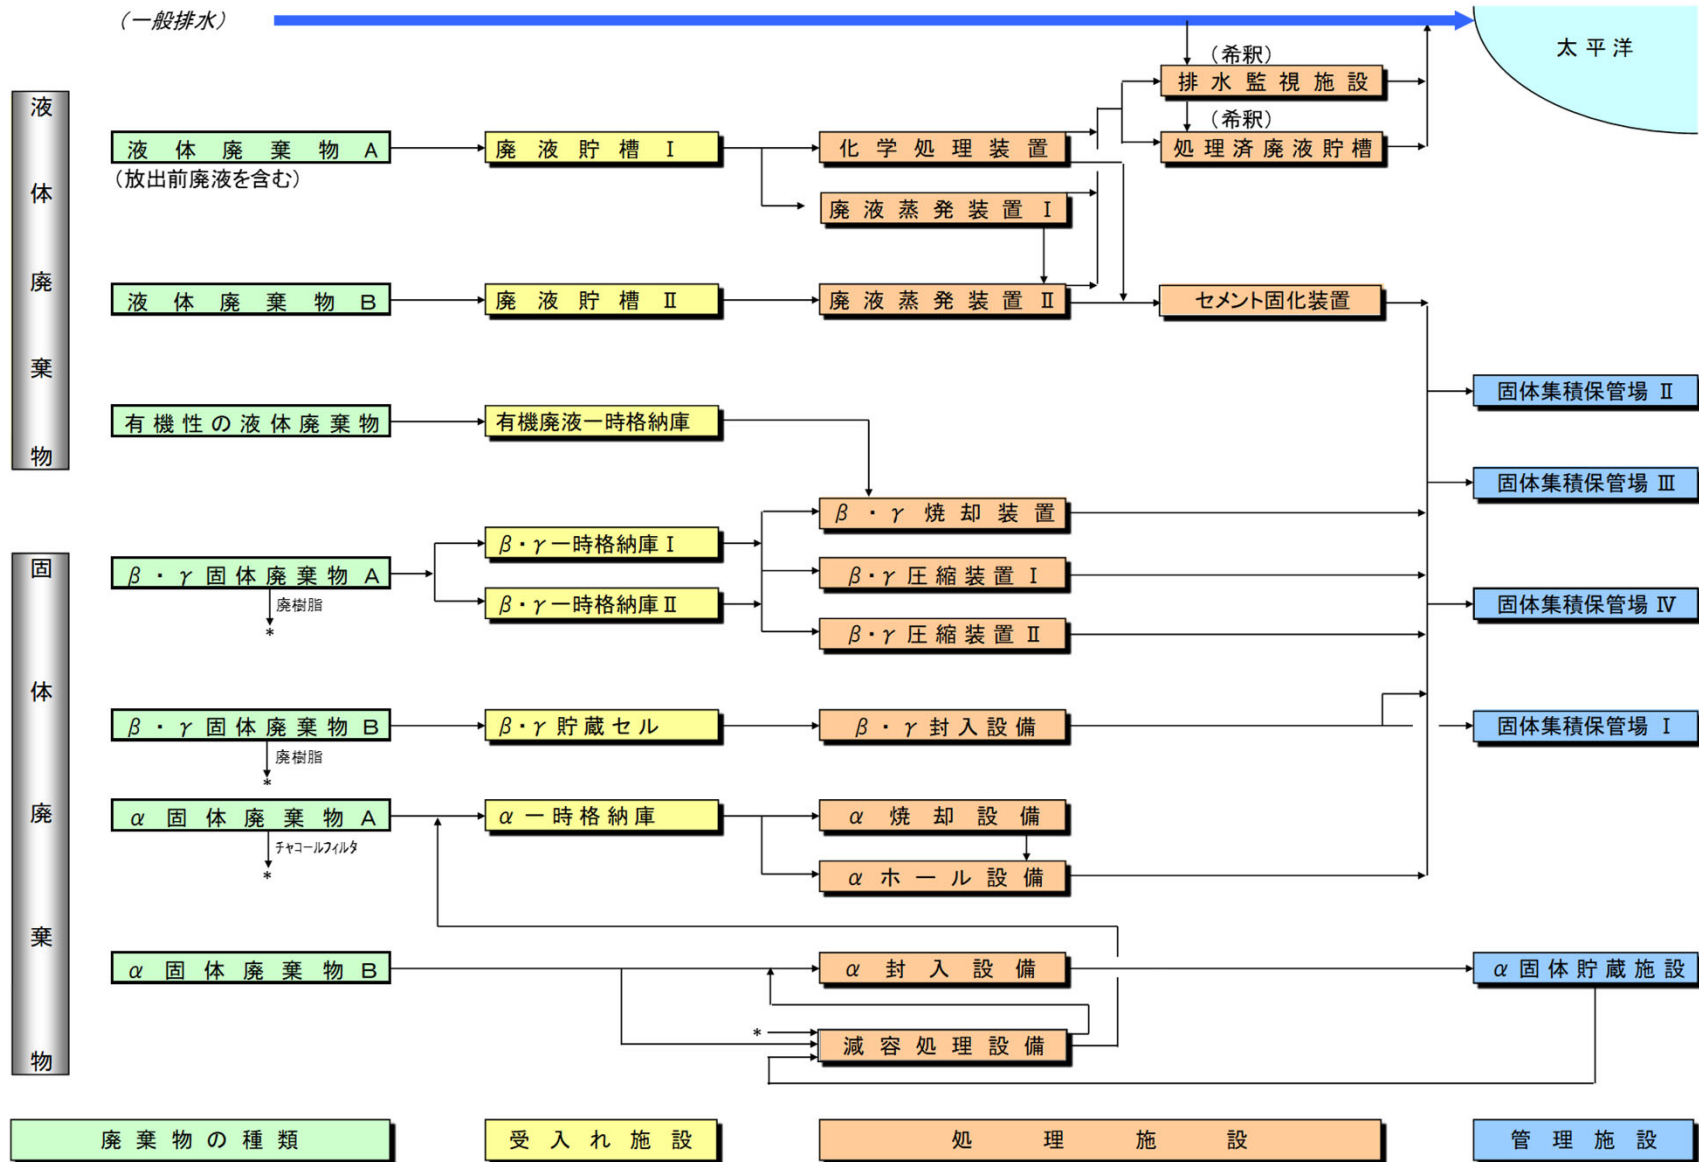 (一般排水)
太平洋
(希釈)
排水監視施設
(希釈)
液体廃棄物
液体廃棄物A
(放出前廃液を含む)
廃液貯槽Ⅰ
化学処理装置
処理済廃液貯槽
廃液蒸発装置Ⅰ
液体廃棄物B
廃液貯槽Ⅱ
廃液蒸発装置Ⅱ
セメント固化装置
固体集積保管場Ⅱ
有機性の液体廃棄物
有機廃液一時格納庫
固体集積保管場Ⅲ
固体廃棄物
β・γ焼却装置
β・γ一時格納庫Ⅰ
β・γ固体廃棄物A
β・γ圧縮装置Ⅰ
廃樹脂
*
β・γ一時格納庫Ⅱ
固体集積保管場Ⅳ
β・γ圧縮装置Ⅱ
β・γ固体廃棄物B
β・γ貯蔵セル
β・γ封入設備
固体集積保管場Ⅰ
廃樹脂
*
α固体廃棄物A
α一時格納庫
α焼却設備
チャコールフィルタ
*
αホール設備
α固体廃棄物B
α封入設備
α固体貯蔵施設
*
減容処理設備
廃棄物の種類
受入れ施設
処理施設
管理施設